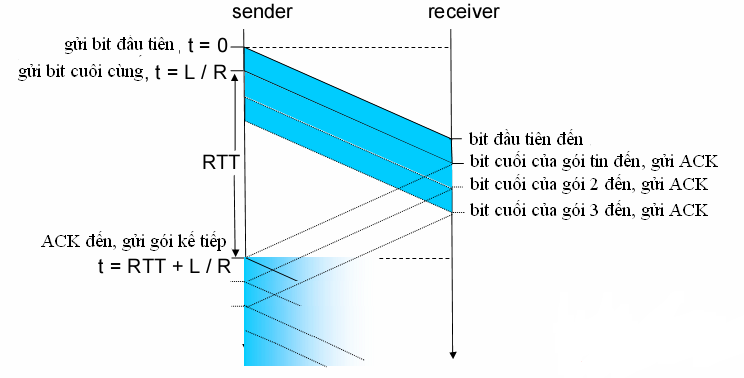 sender
receiver
gửi bit đầu tiên, t = 0
gửi bit cuối cùng, t = L / R
bit đầu tiên đến
RTT
bit cuối của gói tin đến, gửi ACK
bit cuối của gói 2 đến, gửi ACK
bit cuối của gói 3 đến, gửi ACK
ACK đến, gửi gói kế tiếp
t = RTT + L / R